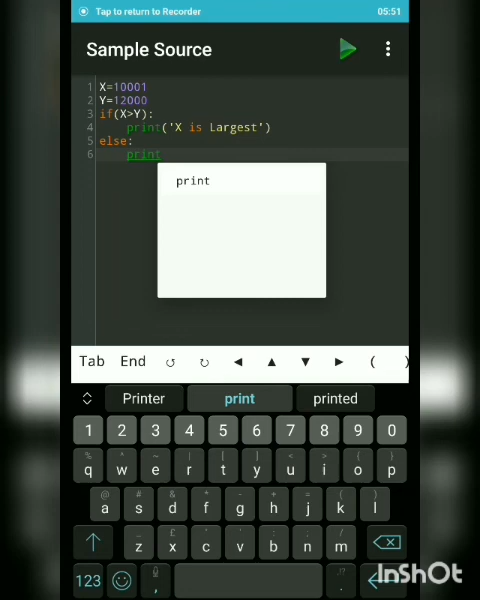 Tap to return to Recorder 05:51
Sample Source
1 X=10001
2 Y=12000
3 if(X>Y):
4 print('X is Largest')
5 else:
6 print
print
Tab End ↺ ↻ ◀ ▲ ▼ ▶ ( )
Printer print printed
1 2 3 4 5 6 7 8 9 0
q w e r t y u i o p
a s d f g h j k l
z x c v b n m
123 , .
InShOt